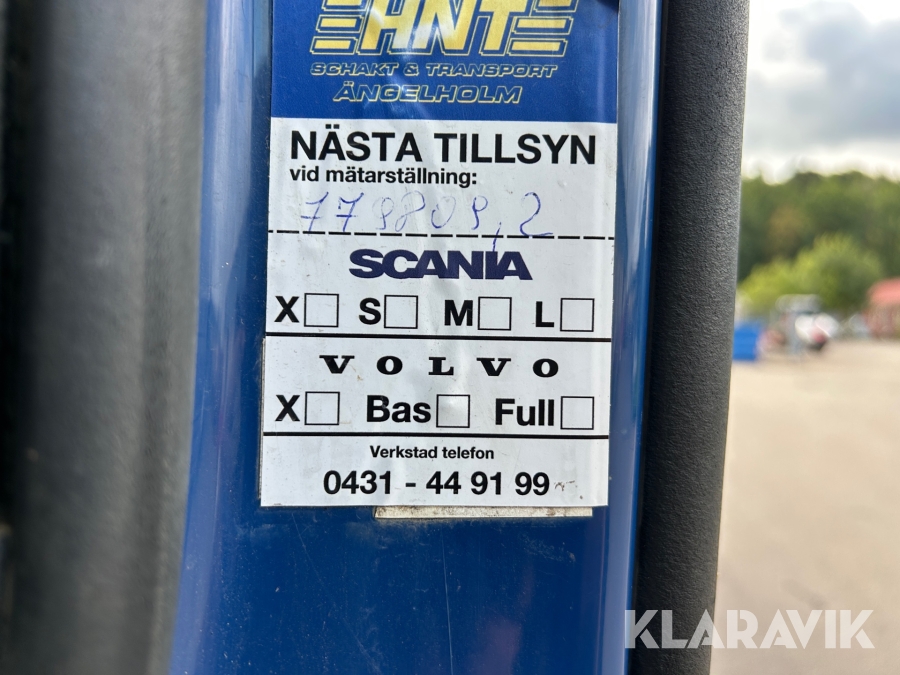 HNT
SCHAKT & TRANSPORT
ÄNGELHOLM
NÄSTA TILLSYN
vid mätarställning:
779809,2
SCANIA
X S M L
VOLVO
X Bas Full
Verkstad telefon
0431 - 44 91 99
KLARAVIK